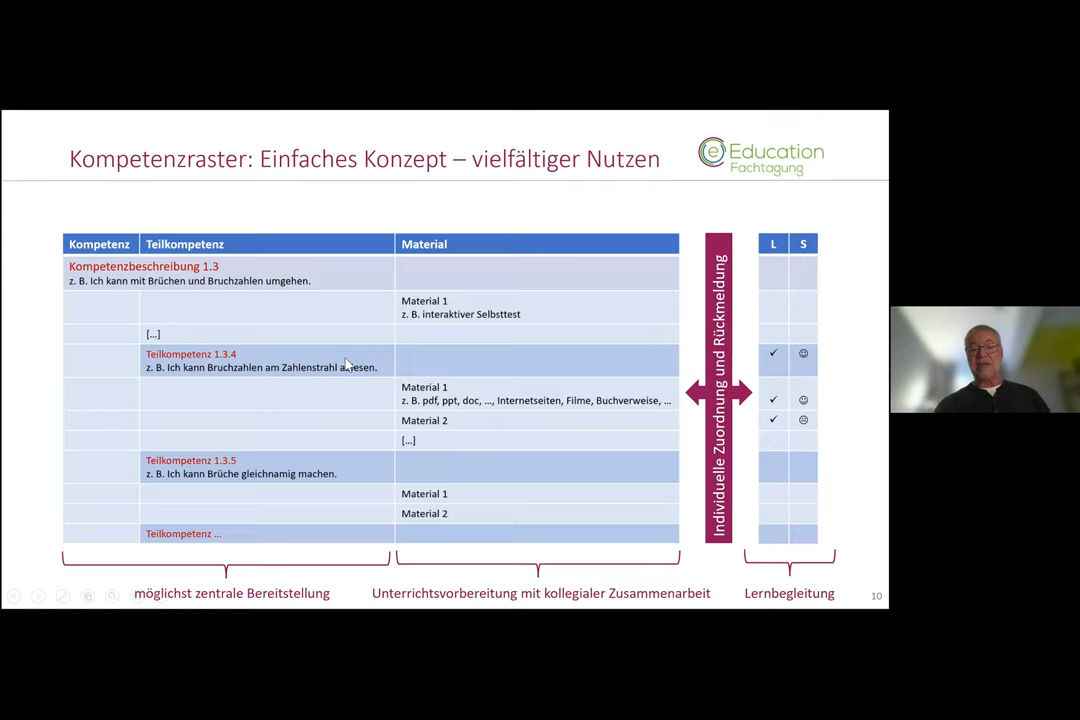 Kompetenzraster: Einfaches Konzept – vielfältiger Nutzen
e Education
Fachtagung
Kompetenz Teilkompetenz Material L S
Kompetenzbeschreibung 1.3
z. B. Ich kann mit Brüchen und Bruchzahlen umgehen.
Material 1
z. B. interaktiver Selbsttest
[…]
Teilkompetenz 1.3.4 ✓ ☺
z. B. Ich kann Bruchzahlen am Zahlenstrahl ablesen.
Material 1
z. B. pdf, ppt, doc, …, Internetseiten, Filme, Buchverweise, … ✓ ☺
Material 2 ✓ 😐
[…]
Teilkompetenz 1.3.5
z. B. Ich kann Brüche gleichnamig machen.
Material 1
Material 2
Teilkompetenz …
Individuelle Zuordnung und Rückmeldung
möglichst zentrale Bereitstellung
Unterrichtsvorbereitung mit kollegialer Zusammenarbeit
Lernbegleitung
10